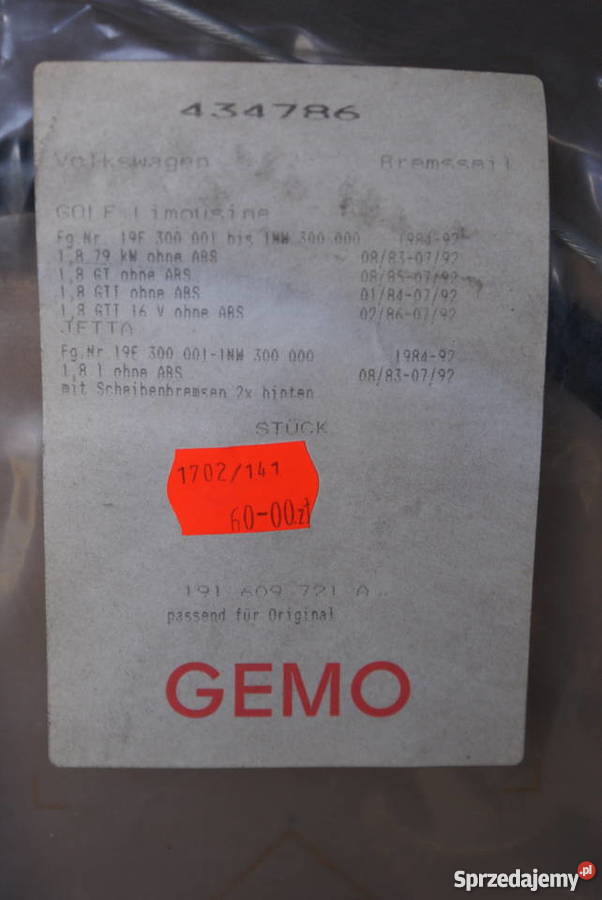 434786
Volkswagen Bremsseil
GOLF Limousine
Fg.Nr. 19E 300 001 bis 1NW 300 000 1984-92
1,8 79 kW ohne ABS 08/83-07/92
1,8 GT ohne ABS 08/85-07/92
1,8 GTI ohne ABS 01/84-07/92
1,8 GTI 16 V ohne ABS 02/86-07/92
JETTA
Fg.Nr 19E 300 001-1NW 300 000 1984-92
1,8 l ohne ABS 08/83-07/92
mit Scheibenbremsen 2x hinten
STÜCK
1702/141
60-00zł
191 609 721 A
passend für Original
GEMO
Sprzedajemy.pl